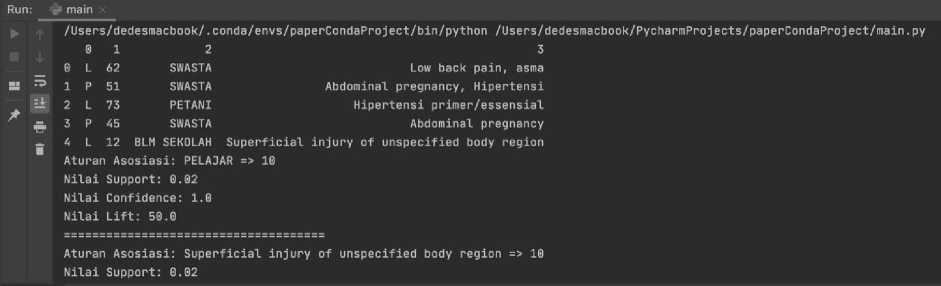 Run: main
/Users/dedesmacbook/.conda/envs/paperCondaProject/bin/python /Users/dedesmacbook/PycharmProjects/paperCondaProject/main.py
0 1 2 3
0 L 62 SWASTA Low back pain, asma
1 P 51 SWASTA Abdominal pregnancy, Hipertensi
2 L 73 PETANI Hipertensi primer/essensial
3 P 45 SWASTA Abdominal pregnancy
4 L 12 BLM SEKOLAH Superficial injury of unspecified body region
Aturan Asosiasi: PELAJAR => 10
Nilai Support: 0.02
Nilai Confidence: 1.0
Nilai Lift: 50.0
=====================================
Aturan Asosiasi: Superficial injury of unspecified body region => 10
Nilai Support: 0.02